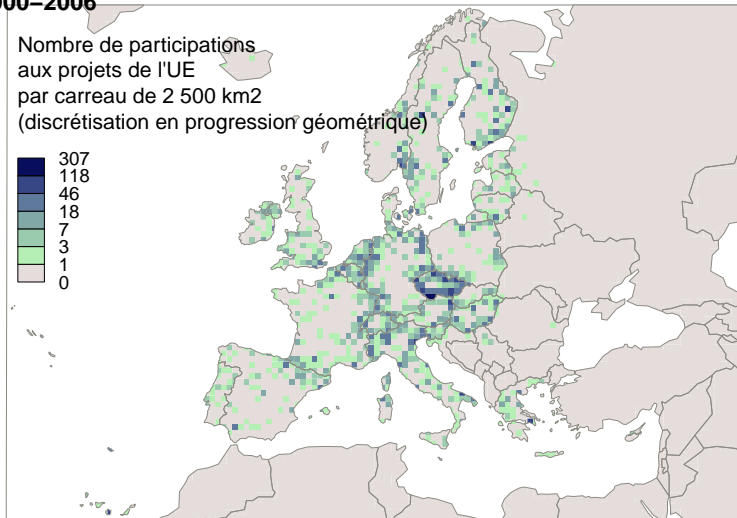 –2006
Nombre de participations
aux projets de l'UE
par carreau de 2 500 km2
(discrétisation en progression géométrique)
307
118
46
18
7
3
1
0